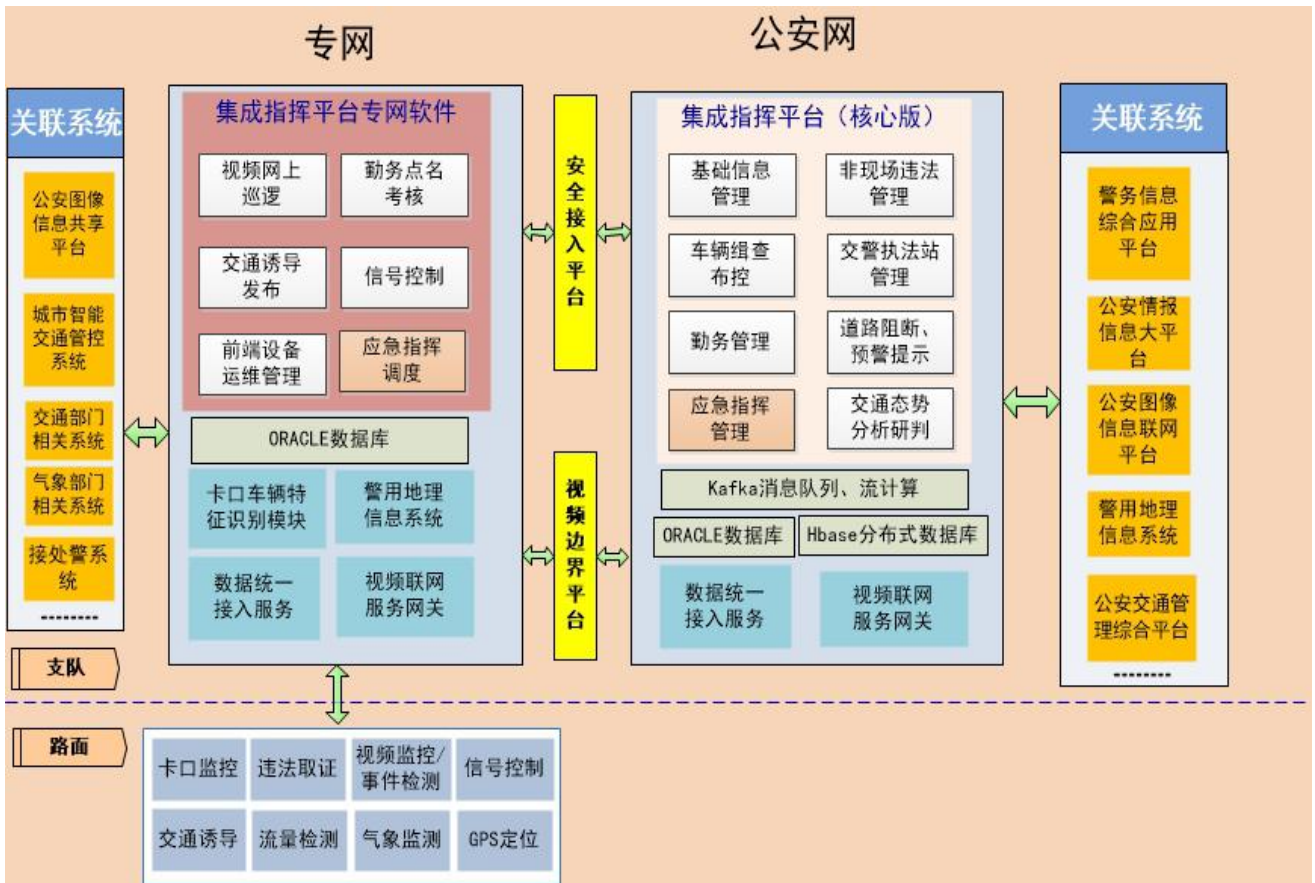 专网
公安网
关联系统
公安图像
信息共享
平台
城市智能
交通管控
系统
交通部门
相关系统
气象部门
相关系统
接处警系
统
--------
集成指挥平台专网软件
视频网上
巡逻
勤务点名
考核
交通诱导
发布
信号控制
前端设备
运维管理
应急指挥
调度
ORACLE数据库
卡口车辆特
征识别模块
警用地理
信息系统
数据统一
接入服务
视频联网
服务网关
安全接入平台
视频边界平台
集成指挥平台（核心版）
基础信息
管理
非现场违法
管理
车辆缉查
布控
交警执法站
管理
勤务管理
道路阻断、
预警提示
应急指挥
管理
交通态势
分析研判
Kafka消息队列、流计算
ORACLE数据库
Hbase分布式数据库
数据统一
接入服务
视频联网
服务网关
关联系统
警务信息
综合应用
平台
公安情报
信息大平
台
公安图像
信息联网
平台
警用地理
信息系统
公安交通管
理综合平台
--------
支队
路面
卡口监控
违法取证
视频监控/
事件检测
信号控制
交通诱导
流量检测
气象监测
GPS定位